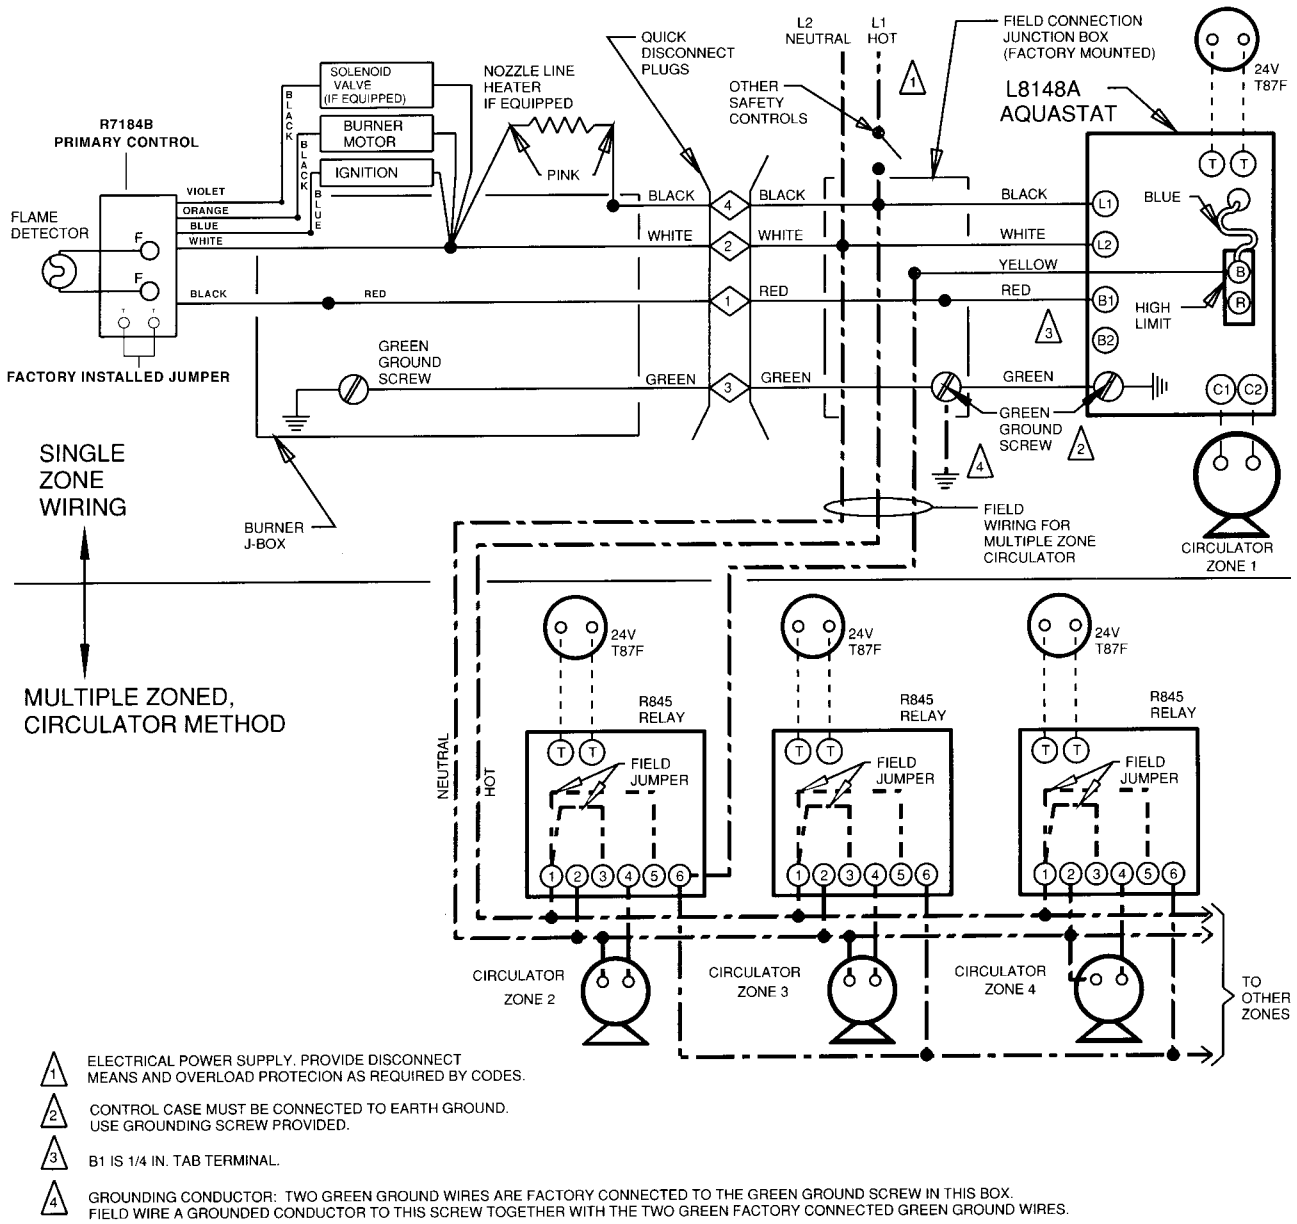 L2
NEUTRAL
L1
HOT
FIELD CONNECTION
JUNCTION BOX
(FACTORY MOUNTED)
24V
T87F
QUICK
DISCONNECT
PLUGS
1
OTHER
SAFETY
CONTROLS
L8148A
AQUASTAT
SOLENOID
VALVE
(IF EQUIPPED)
NOZZLE LINE
HEATER
IF EQUIPPED
BLACK
R7184B
PRIMARY CONTROL
BURNER
MOTOR
BLACK
IGNITION
BLUE
PINK
T T
VIOLET
ORANGE
BLUE
WHITE
BLACK
4
BLACK
BLACK
L1
BLUE
FLAME
DETECTOR
F
F
WHITE
2
WHITE
WHITE
L2
YELLOW
B
R
HIGH
LIMIT
BLACK
RED
1
RED
RED
B1
3
B2
T T
FACTORY INSTALLED JUMPER
GREEN
GROUND
SCREW
GREEN
3
GREEN
GREEN
C1 C2
GREEN
GROUND
SCREW
2
4
SINGLE
ZONE
WIRING
BURNER
J-BOX
FIELD
WIRING FOR
MULTIPLE ZONE
CIRCULATOR
CIRCULATOR
ZONE 1
MULTIPLE ZONED,
CIRCULATOR METHOD
24V
T87F
24V
T87F
24V
T87F
R845
RELAY
R845
RELAY
R845
RELAY
NEUTRAL
HOT
T T
FIELD
JUMPER
T T
FIELD
JUMPER
T T
FIELD
JUMPER
1 2 3 4 5 6
1 2 3 4 5 6
1 2 3 4 5 6
CIRCULATOR
ZONE 2
CIRCULATOR
ZONE 3
CIRCULATOR
ZONE 4
TO
OTHER
ZONES
1 ELECTRICAL POWER SUPPLY. PROVIDE DISCONNECT
MEANS AND OVERLOAD PROTECION AS REQUIRED BY CODES.
2 CONTROL CASE MUST BE CONNECTED TO EARTH GROUND.
USE GROUNDING SCREW PROVIDED.
3 B1 IS 1/4 IN. TAB TERMINAL.
4 GROUNDING CONDUCTOR: TWO GREEN GROUND WIRES ARE FACTORY CONNECTED TO THE GREEN GROUND SCREW IN THIS BOX.
FIELD WIRE A GROUNDED CONDUCTOR TO THIS SCREW TOGETHER WITH THE TWO GREEN FACTORY CONNECTED GREEN GROUND WIRES.